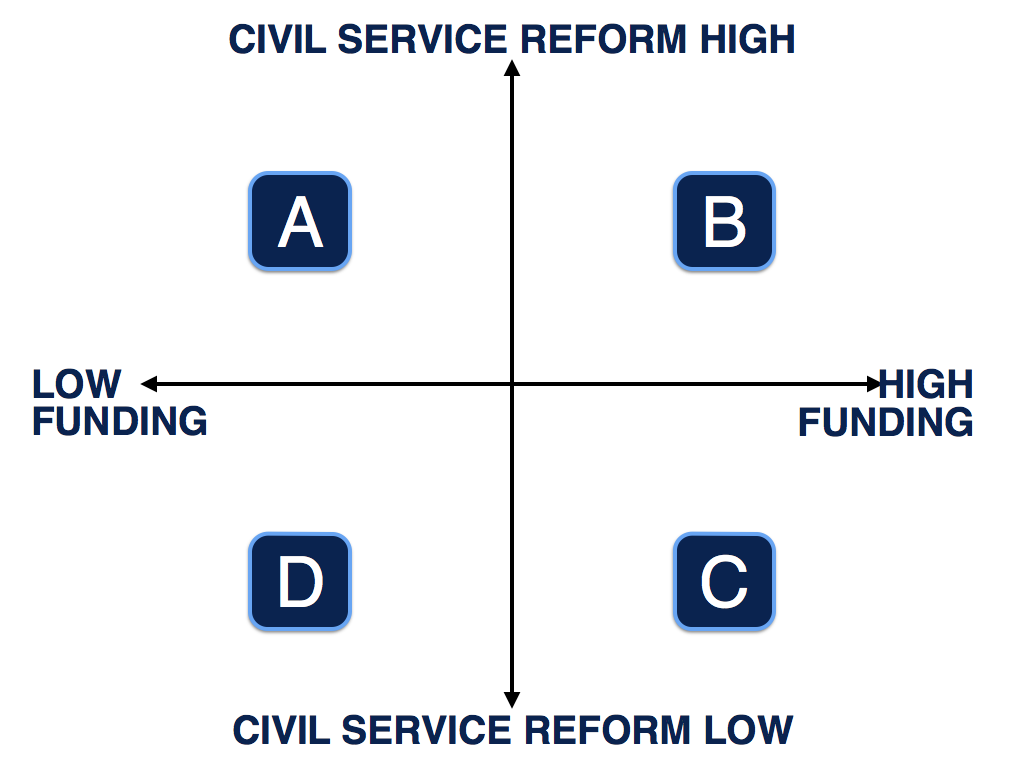 CIVIL SERVICE REFORM HIGH
A
B
LOW
FUNDING
HIGH
FUNDING
D
C
CIVIL SERVICE REFORM LOW